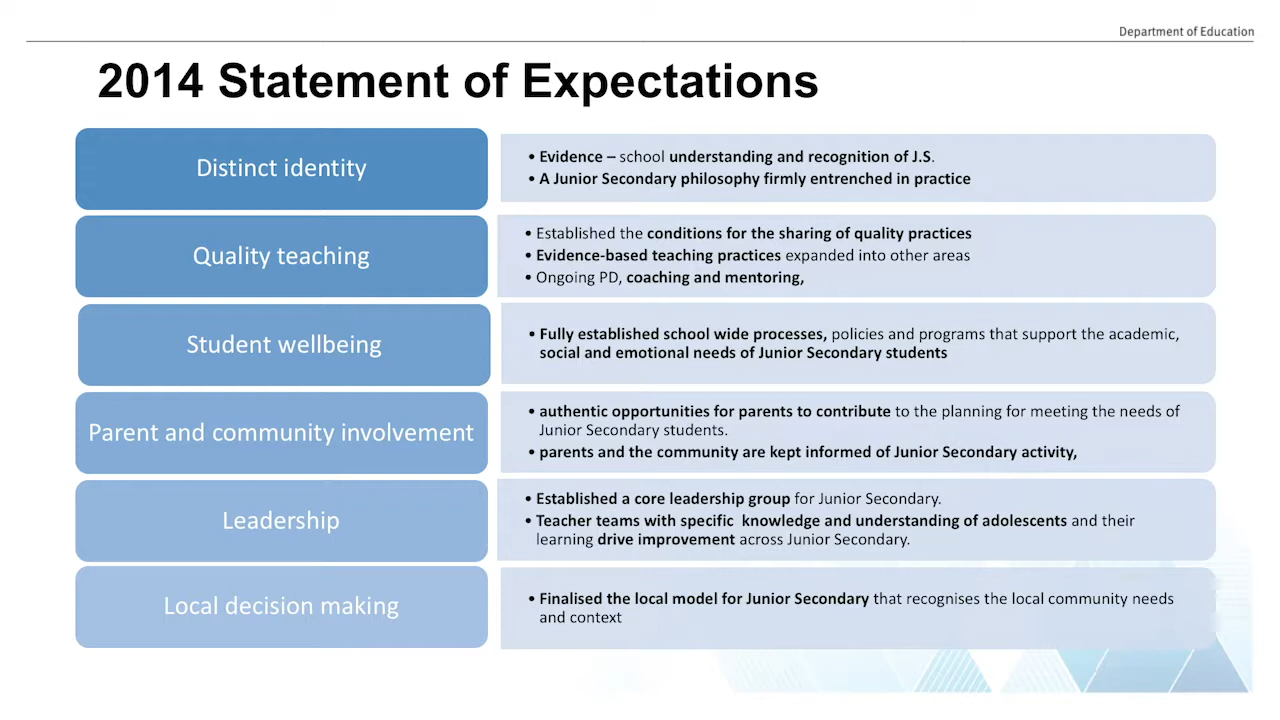 Department of Education
2014 Statement of Expectations
Distinct identity
• Evidence – school understanding and recognition of J.S.
• A Junior Secondary philosophy firmly entrenched in practice
Quality teaching
• Established the conditions for the sharing of quality practices
• Evidence-based teaching practices expanded into other areas
• Ongoing PD, coaching and mentoring,
Student wellbeing
• Fully established school wide processes, policies and programs that support the academic,
social and emotional needs of Junior Secondary students
Parent and community involvement
• authentic opportunities for parents to contribute to the planning for meeting the needs of
Junior Secondary students.
• parents and the community are kept informed of Junior Secondary activity,
Leadership
• Established a core leadership group for Junior Secondary.
• Teacher teams with specific knowledge and understanding of adolescents and their
learning drive improvement across Junior Secondary.
Local decision making
• Finalised the local model for Junior Secondary that recognises the local community needs
and context